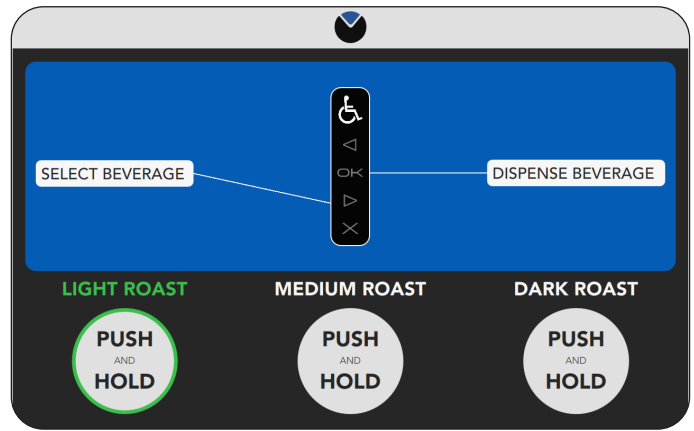 OK
SELECT BEVERAGE
DISPENSE BEVERAGE
LIGHT ROAST
MEDIUM ROAST
DARK ROAST
PUSH
AND
HOLD
PUSH
AND
HOLD
PUSH
AND
HOLD